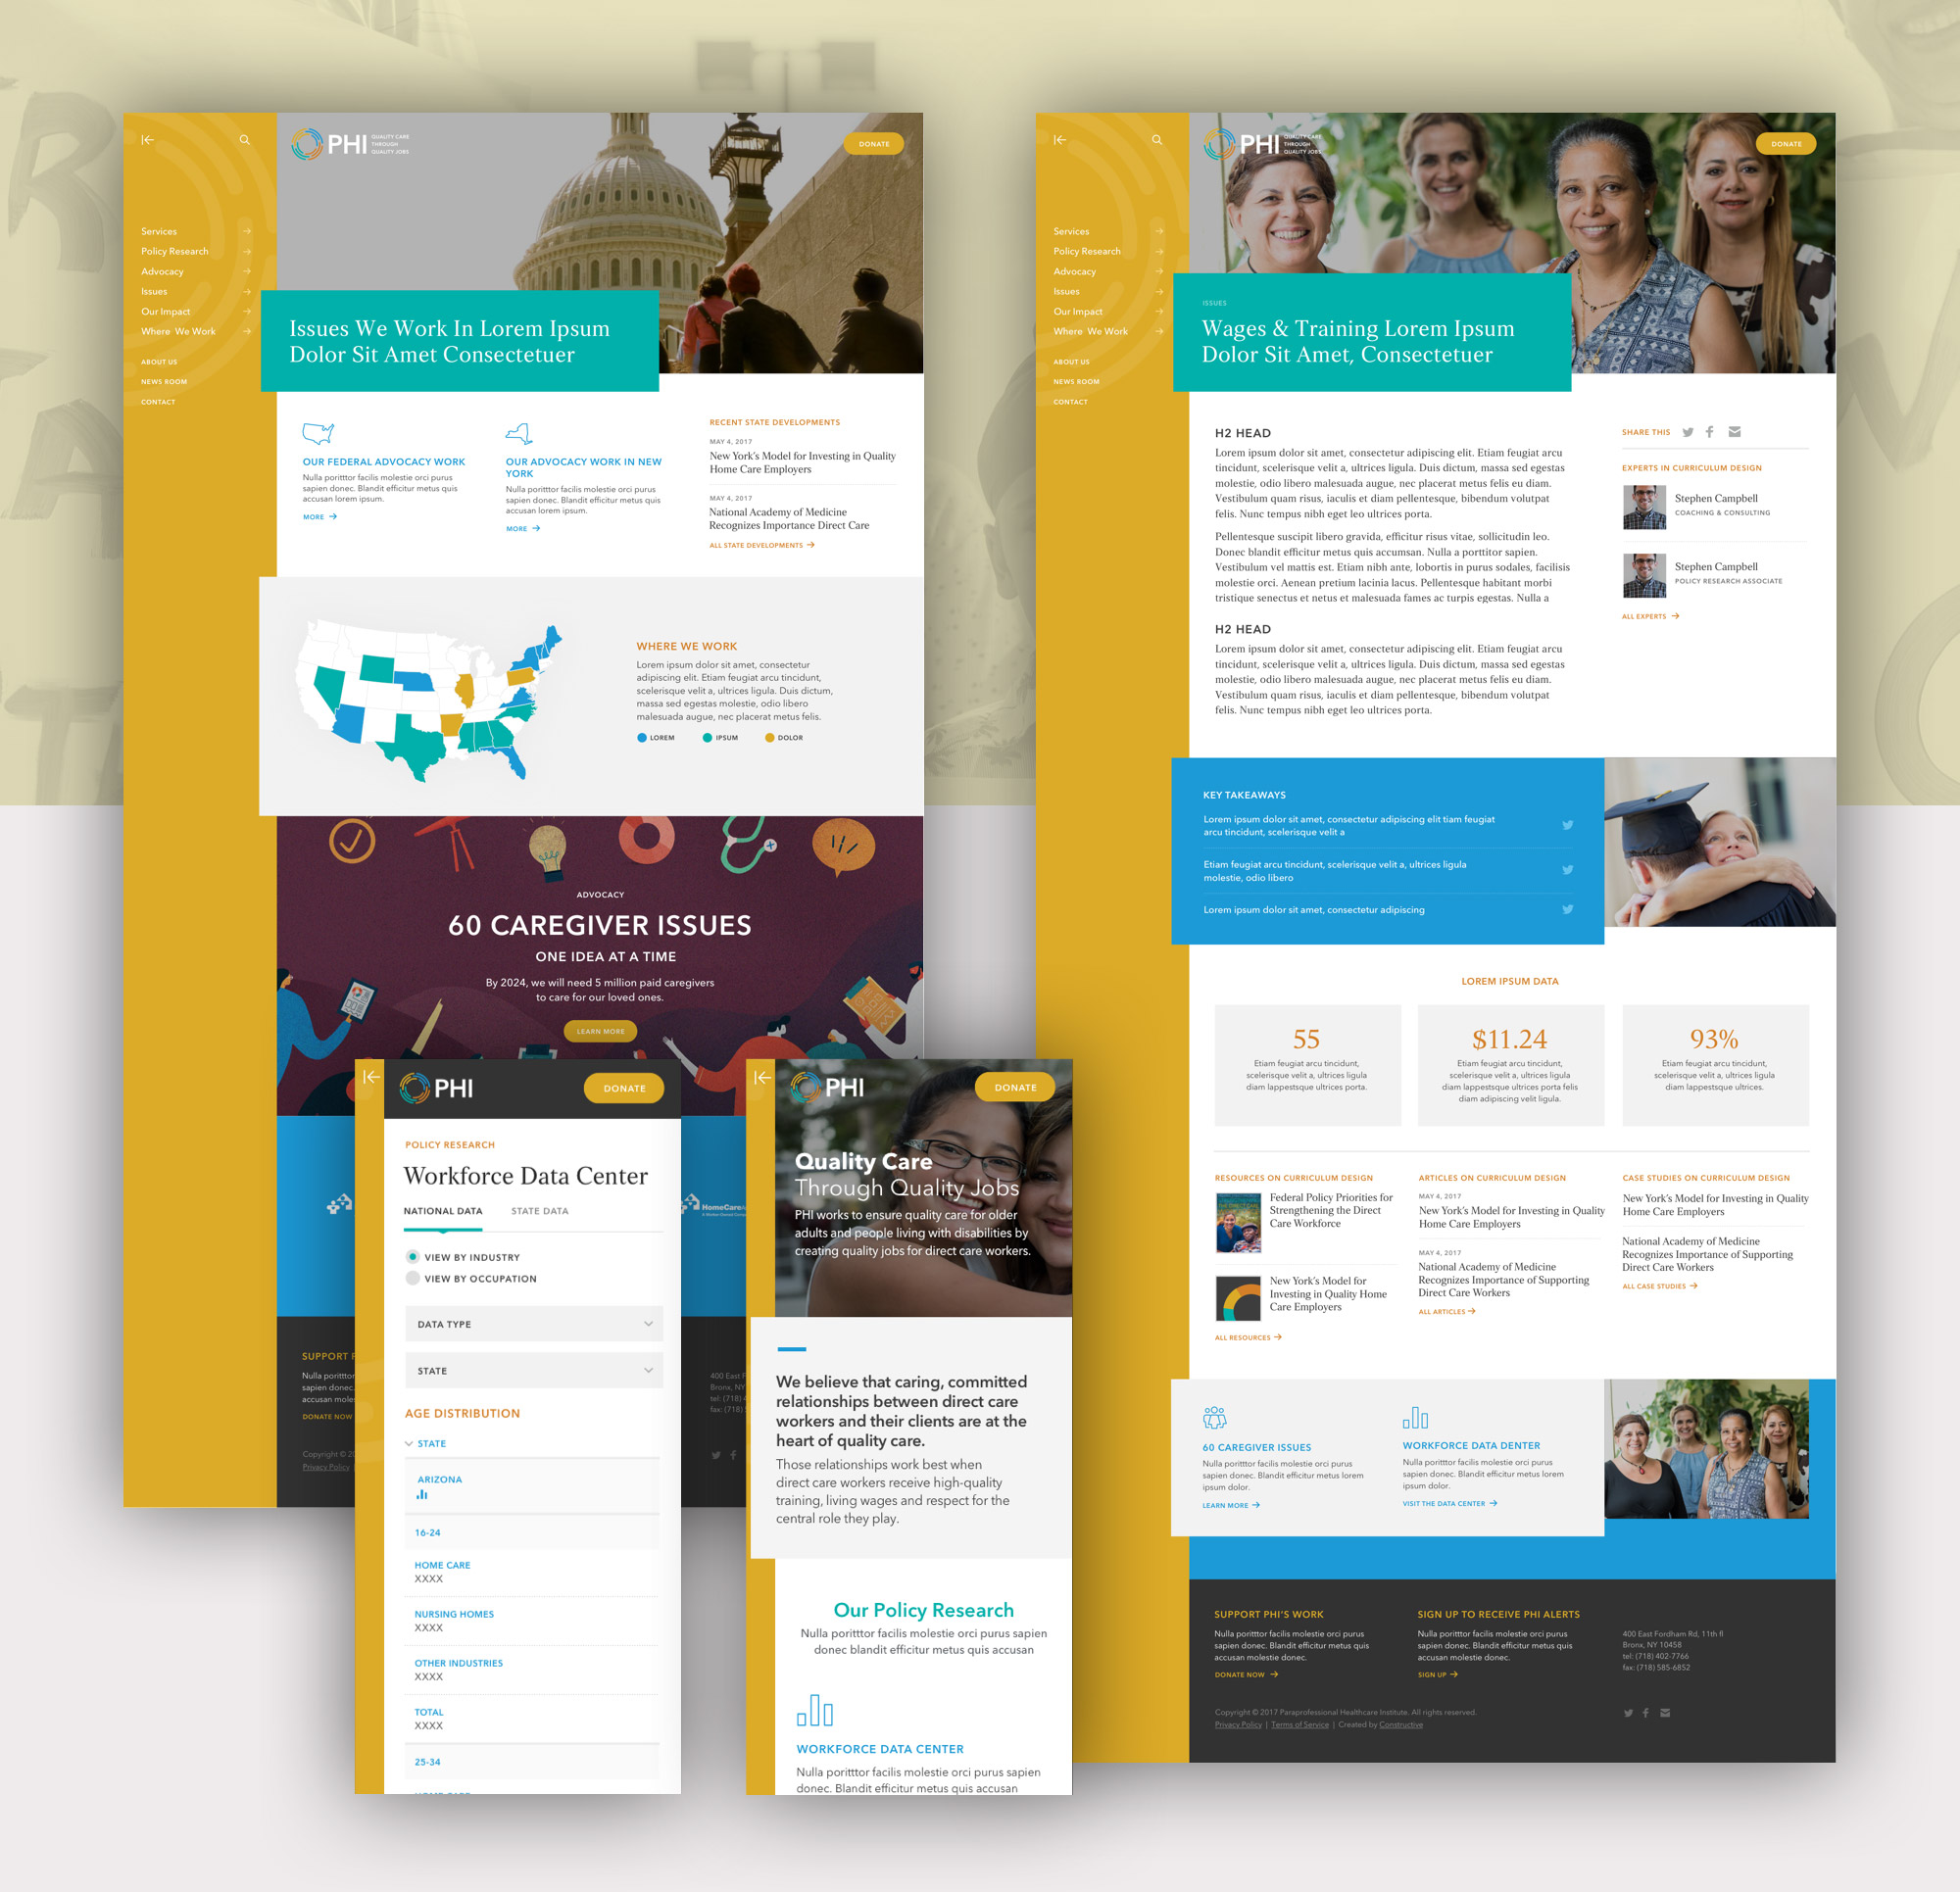 PHI
QUALITY CARE
THROUGH
QUALITY JOBS
DONATE
Services
Policy Research
Advocacy
Issues
Our Impact
Where We Work
ABOUT US
NEWS ROOM
CONTACT
Issues We Work In Lorem Ipsum
Dolor Sit Amet Consectetuer
OUR FEDERAL ADVOCACY WORK
Nulla poritttor facilis molestie orci purus
sapien donec. Blandit efficitur metus quis
accusan lorem ipsum.
MORE
OUR ADVOCACY WORK IN NEW
YORK
Nulla poritttor facilis molestie orci purus
sapien donec. Blandit efficitur metus quis
accusan lorem ipsum.
MORE
RECENT STATE DEVELOPMENTS
MAY 4, 2017
New York's Model for Investing in Quality
Home Care Employers
MAY 4, 2017
National Academy of Medicine
Recognizes Importance Direct Care
ALL STATE DEVELOPMENTS
WHERE WE WORK
Lorem ipsum dolor sit amet, consectetur
adipiscing elit. Etiam feugiat arcu tincidunt,
scelerisque velit a, ultrices ligula. Duis dictum,
massa sed egestas molestie, odio libero
malesuada augue, nec placerat metus felis.
LOREM
IPSUM
DOLOR
ADVOCACY
60 CAREGIVER ISSUES
ONE IDEA AT A TIME
By 2024, we will need 5 million paid caregivers
to care for our loved ones.
LEARN MORE
HomeCare
SUPPORT
Nulla poritttor
sapien donec.
accusan
DONATE NOW
Copyright ©
Privacy Policy
400 East
Bronx, NY
tel: (718)
fax: (718)
PHI
DONATE
POLICY RESEARCH
Workforce Data Center
NATIONAL DATA
STATE DATA
VIEW BY INDUSTRY
VIEW BY OCCUPATION
DATA TYPE
STATE
AGE DISTRIBUTION
STATE
ARIZONA
16-24
HOME CARE
XXXX
NURSING HOMES
XXXX
OTHER INDUSTRIES
XXXX
TOTAL
XXXX
25-34
PHI
DONATE
Quality Care
Through Quality Jobs
PHI works to ensure quality care for older
adults and people living with disabilities by
creating quality jobs for direct care workers.
We believe that caring, committed
relationships between direct care
workers and their clients are at the
heart of quality care.
Those relationships work best when
direct care workers receive high-quality
training, living wages and respect for the
central role they play.
Our Policy Research
Nulla poritttor facilis molestie orci purus sapien
donec blandit efficitur metus quis accusan
WORKFORCE DATA CENTER
Nulla poritttor facilis molestie orci purus sapien
donec. Blandit efficitur metus quis accusan
PHI
QUALITY CARE
THROUGH
QUALITY JOBS
DONATE
Services
Policy Research
Advocacy
Issues
Our Impact
Where We Work
ABOUT US
NEWS ROOM
CONTACT
ISSUES
Wages & Training Lorem Ipsum
Dolor Sit Amet, Consectetuer
H2 HEAD
Lorem ipsum dolor sit amet, consectetur adipiscing elit. Etiam feugiat arcu
tincidunt, scelerisque velit a, ultrices ligula. Duis dictum, massa sed egestas
molestie, odio libero malesuada augue, nec placerat metus felis eu diam.
Vestibulum quam risus, iaculis et diam pellentesque, bibendum volutpat
felis. Nunc tempus nibh eget leo ultrices porta.
Pellentesque suscipit libero gravida, efficitur risus vitae, sollicitudin leo.
Donec blandit efficitur metus quis accumsan. Nulla a porttitor sapien.
Vestibulum vel mattis est. Etiam nibh ante, lobortis in purus sodales, facilisis
molestie orci. Aenean pretium lacinia lacus. Pellentesque habitant morbi
tristique senectus et netus et malesuada fames ac turpis egestas. Nulla a
H2 HEAD
Lorem ipsum dolor sit amet, consectetur adipiscing elit. Etiam feugiat arcu
tincidunt, scelerisque velit a, ultrices ligula. Duis dictum, massa sed egestas
molestie, odio libero malesuada augue, nec placerat metus felis eu diam.
Vestibulum quam risus, iaculis et diam pellentesque, bibendum volutpat
felis. Nunc tempus nibh eget leo ultrices porta.
SHARE THIS
EXPERTS IN CURRICULUM DESIGN
Stephen Campbell
COACHING & CONSULTING
Stephen Campbell
POLICY RESEARCH ASSOCIATE
ALL EXPERTS
KEY TAKEAWAYS
Lorem ipsum dolor sit amet, consectetur adipiscing elit tiam feugiat
arcu tincidunt, scelerisque velit a
Etiam feugiat arcu tincidunt, scelerisque velit a, ultrices ligula
molestie, odio libero
Lorem ipsum dolor sit amet, consectetur adipiscing
LOREM IPSUM DATA
55
Etiam feugiat arcu tincidunt,
scelerisque velit a, ultrices ligula
diam lappestsque ultrices porta.
$11.24
Etiam feugiat arcu tincidunt,
scelerisque velit a, ultrices ligula
diam lappestsque ultrices porta felis
diam adipiscing velit ligula.
93%
Etiam feugiat arcu tincidunt,
scelerisque velit a, ultrices ligula
diam lappestsque ultrices.
RESOURCES ON CURRICULUM DESIGN
Federal Policy Priorities for
Strengthening the Direct
Care Workforce
New York's Model for
Investing in Quality Home
Care Employers
ALL RESOURCES
ARTICLES ON CURRICULUM DESIGN
MAY 4, 2017
New York's Model for Investing in Quality
Home Care Employers
MAY 4, 2017
National Academy of Medicine
Recognizes Importance of Supporting
Direct Care Workers
ALL ARTICLES
CASE STUDIES ON CURRICULUM DESIGN
New York's Model for Investing in Quality
Home Care Employers
National Academy of Medicine
Recognizes Importance of Supporting
Direct Care Workers
ALL CASE STUDIES
60 CAREGIVER ISSUES
Nulla poritttor facilis molestie orci purus
sapien donec. Blandit efficitur metus lorem
ipsum dolor.
LEARN MORE
WORKFORCE DATA DENTER
Nulla poritttor facilis molestie orci purus
sapien donec. Blandit efficitur metus lorem
ipsum dolor.
VISIT THE DATA CENTER
SUPPORT PHI'S WORK
Nulla poritttor facilis molestie orci purus
sapien donec. Blandit efficitur metus quis
accusan molestie donec.
DONATE NOW
SIGN UP TO RECEIVE PHI ALERTS
Nulla poritttor facilis molestie orci purus
sapien donec. Blandit efficitur metus quis
accusan molestie donec.
SIGN UP
400 East Fordham Rd, 11th fl
Bronx, NY 10458
tel: (718) 402-7766
fax: (718) 585-6852
Copyright © 2017 Paraprofessional Healthcare Institute. All rights reserved.
Privacy Policy | Terms of Service | Created by Constructive